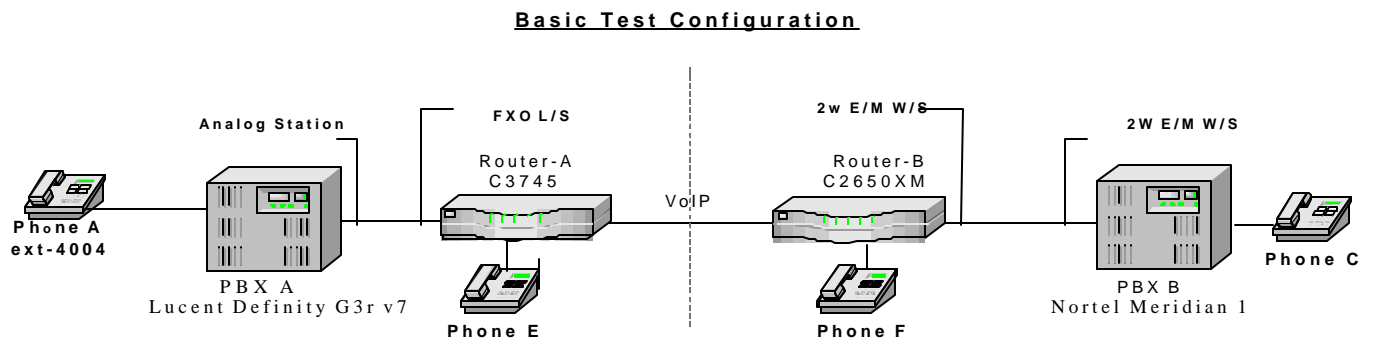 Basic Test Configuration
Analog Station
FXO L/S
2w E/M W/S
2W E/M W/S
Router-A
C3745
Router-B
C2650XM
VoIP
Phone A
ext-4004
PBX A
Lucent Definity G3r v7
Phone E
Phone F
PBX B
Nortel Meridian 1
Phone C